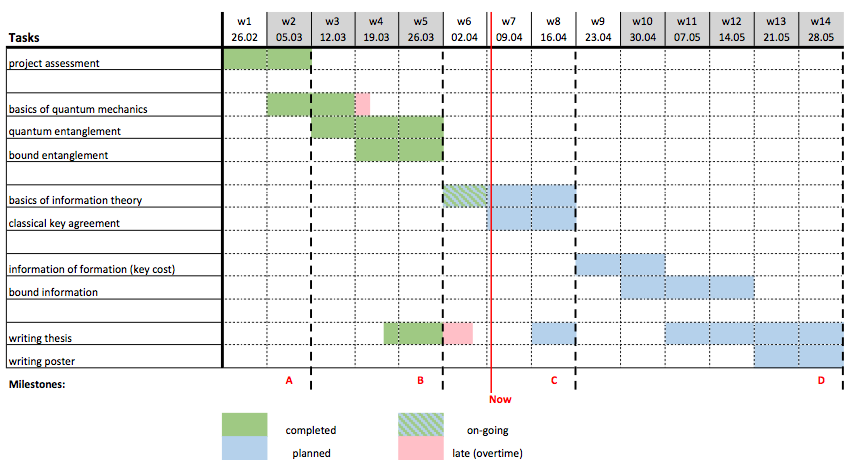 w1 w2 w3 w4 w5 w6 w7 w8 w9 w10 w11 w12 w13 w14
Tasks 26.02 05.03 12.03 19.03 26.03 02.04 09.04 16.04 23.04 30.04 07.05 14.05 21.05 28.05
project assessment
basics of quantum mechanics
quantum entanglement
bound entanglement
basics of information theory
classical key agreement
information of formation (key cost)
bound information
writing thesis
writing poster
Milestones: A B C D
Now
completed on-going
planned late (overtime)